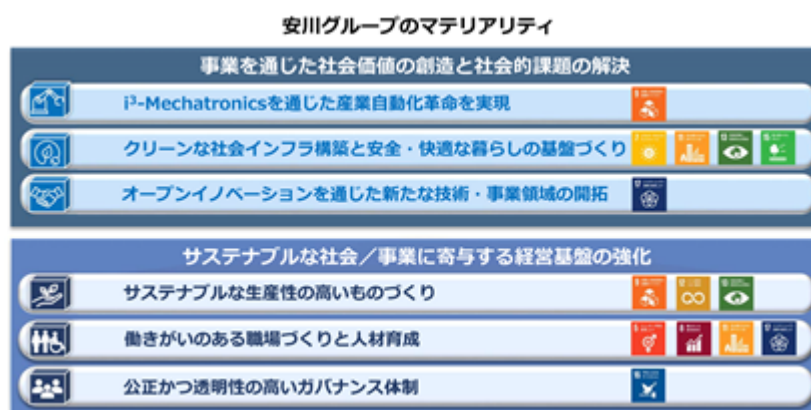 安川グループのマテリアリティ
事業を通じた社会価値の創造と社会的課題の解決
i³-Mechatronicsを通じた産業自動化革命を実現
クリーンな社会インフラ構築と安全・快適な暮らしの基盤づくり
オープンイノベーションを通じた新たな技術・事業領域の開拓
サステナブルな社会／事業に寄与する経営基盤の強化
サステナブルな生産性の高いものづくり
働きがいのある職場づくりと人材育成
公正かつ透明性の高いガバナンス体制